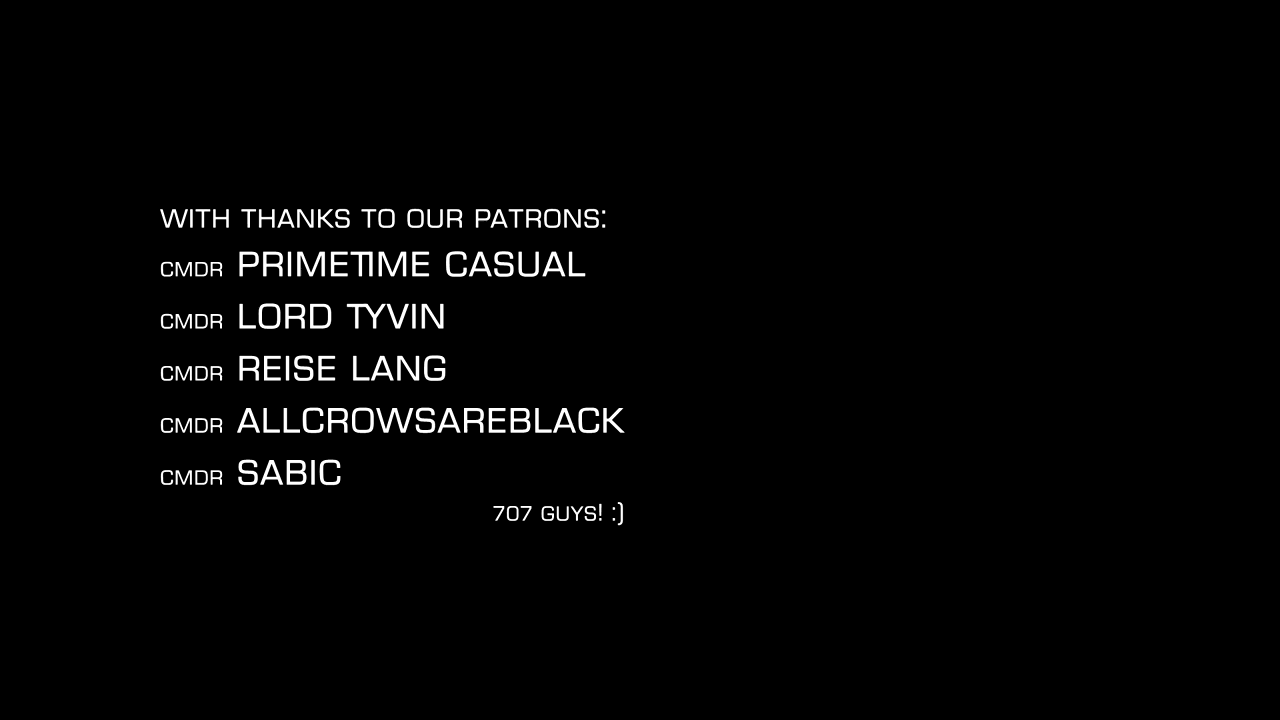 WITH THANKS TO OUR PATRONS:
CMDR PRIMETIME CASUAL
CMDR LORD TYVIN
CMDR REISE LANG
CMDR ALLCROWSAREBLACK
CMDR SABIC
707 GUYS! :)